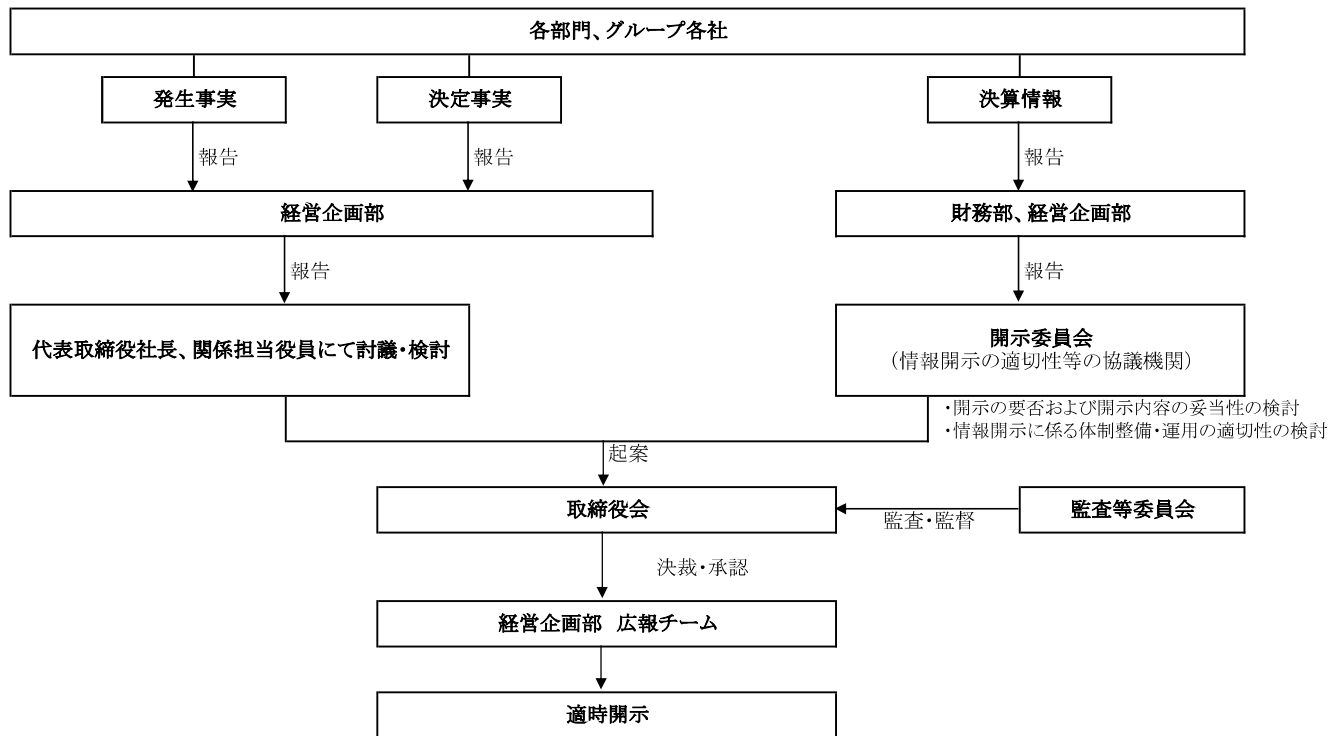 各部門、グループ各社
発生事実
決定事実
決算情報
報告
報告
報告
経営企画部
財務部、経営企画部
報告
報告
代表取締役社長、関係担当役員にて討議・検討
開示委員会
（情報開示の適切性等の協議機関）
・開示の要否および開示内容の妥当性の検討
・情報開示に係る体制整備・運用の適切性の検討
起案
取締役会
監査・監督
監査等委員会
決裁・承認
経営企画部　広報チーム
適時開示